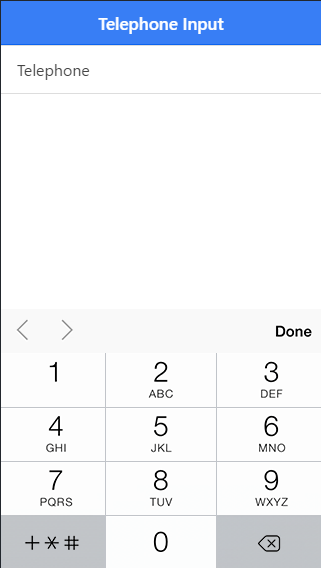 Telephone Input
Telephone
Done
1 2 3
ABC DEF
4 5 6
GHI JKL MNO
7 8 9
PQRS TUV WXYZ
+*# 0